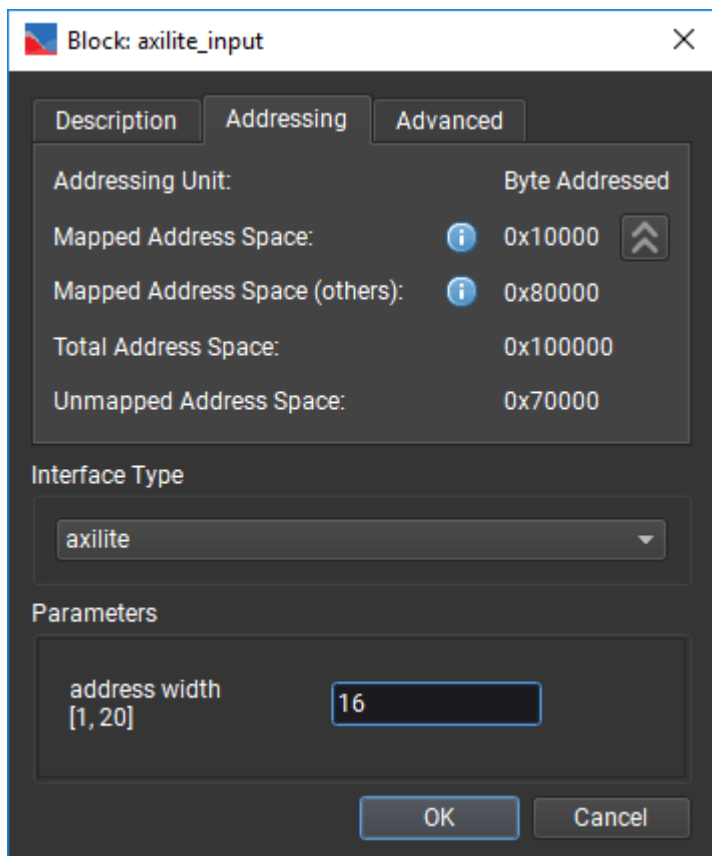 Block: axilite_input
Description Addressing Advanced
Addressing Unit: Byte Addressed
Mapped Address Space: 0x10000
Mapped Address Space (others): 0x80000
Total Address Space: 0x100000
Unmapped Address Space: 0x70000
Interface Type
axilite
Parameters
address width
[1, 20]
16
OK Cancel